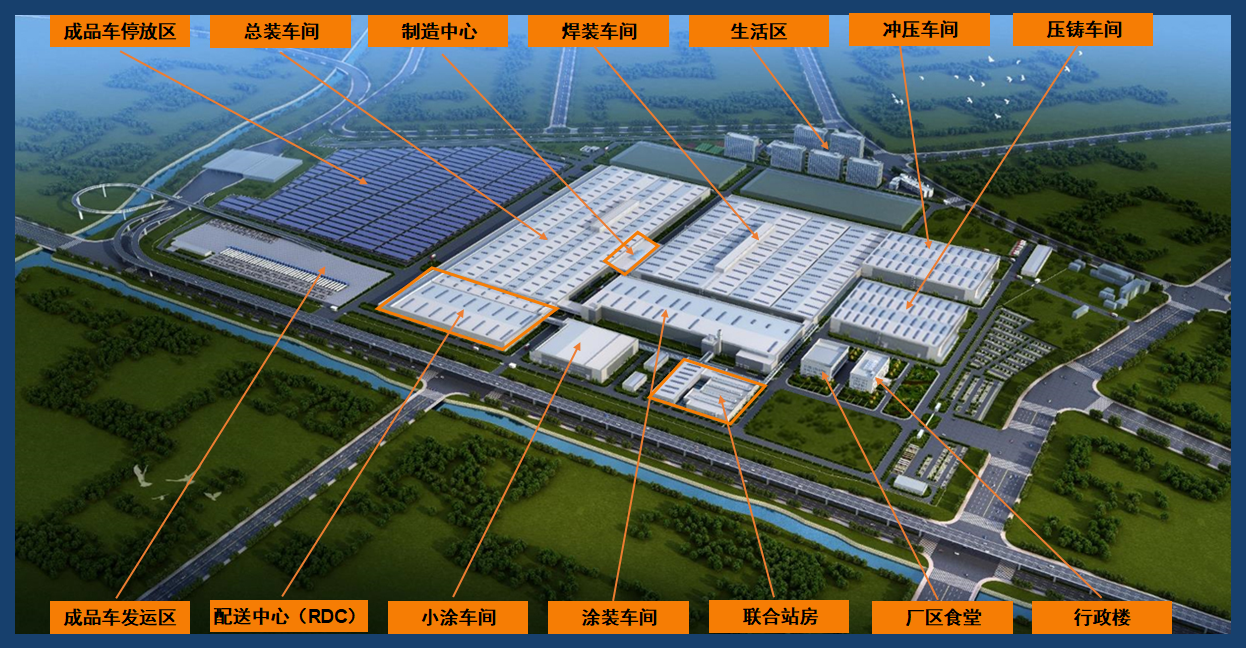 成品车停放区
总装车间
制造中心
焊装车间
生活区
冲压车间
压铸车间
成品车发运区
配送中心（RDC）
小涂车间
涂装车间
联合站房
厂区食堂
行政楼